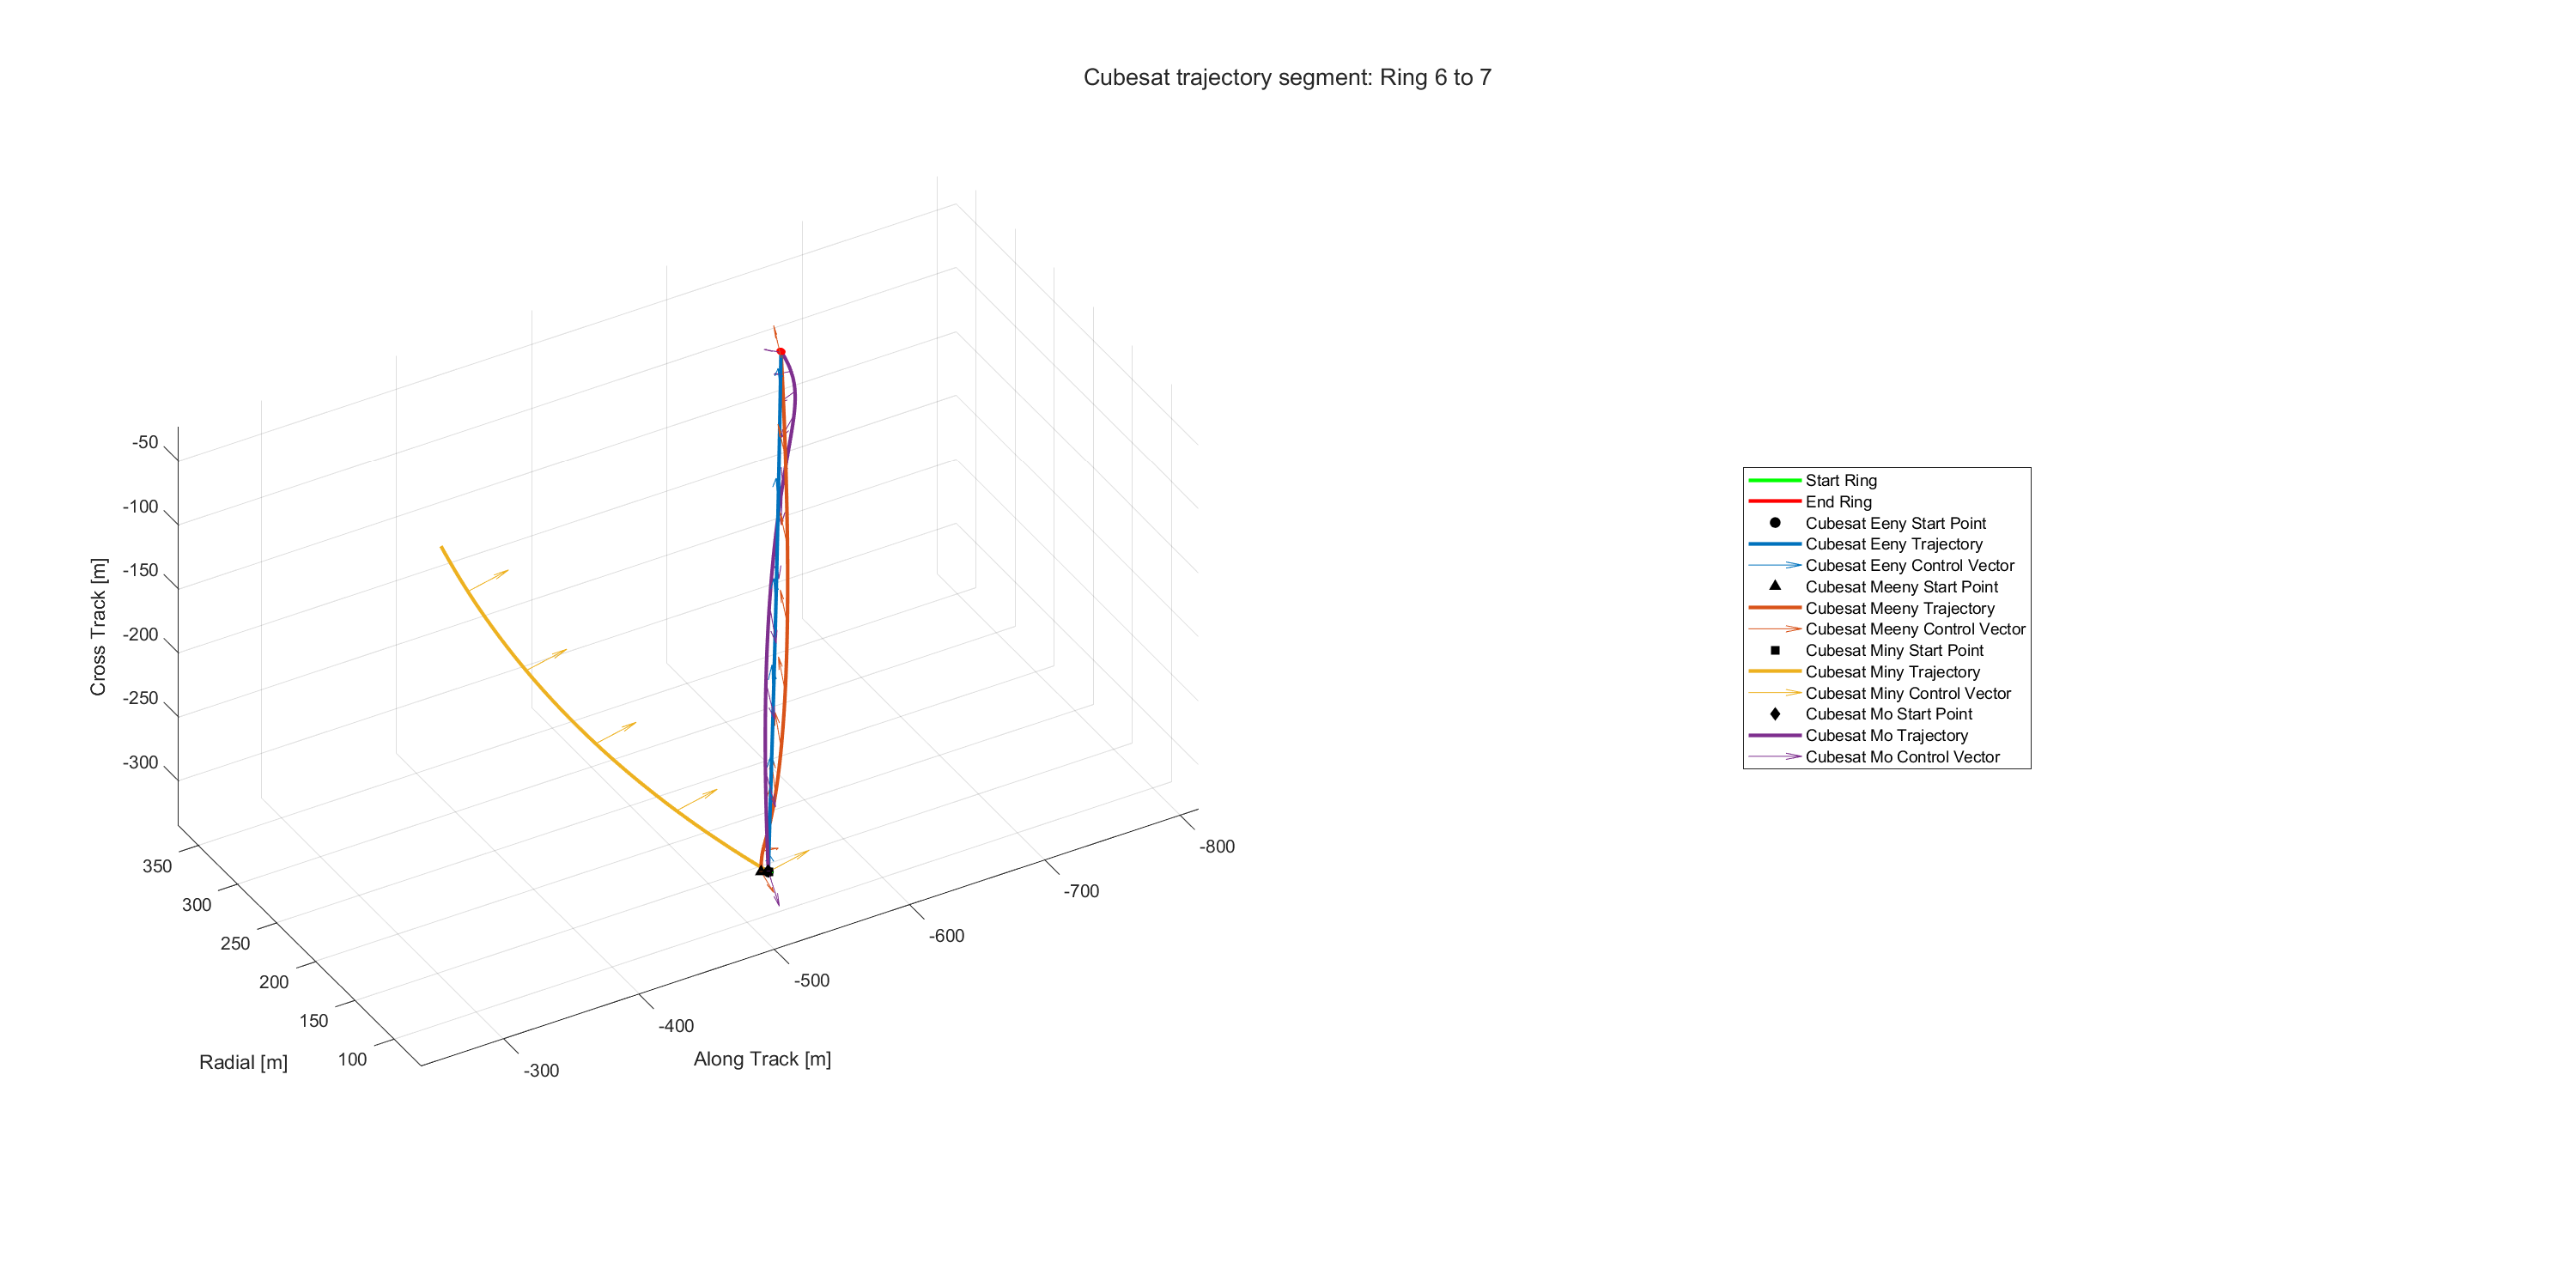 Cubesat trajectory segment: Ring 6 to 7
-50
-100
-150
-200
-250
-300
Cross Track [m]
350
300
250
200
150
100
Radial [m]
-300
-400
-500
-600
-700
-800
Along Track [m]
Start Ring
End Ring
Cubesat Eeny Start Point
Cubesat Eeny Trajectory
Cubesat Eeny Control Vector
Cubesat Meeny Start Point
Cubesat Meeny Trajectory
Cubesat Meeny Control Vector
Cubesat Miny Start Point
Cubesat Miny Trajectory
Cubesat Miny Control Vector
Cubesat Mo Start Point
Cubesat Mo Trajectory
Cubesat Mo Control Vector